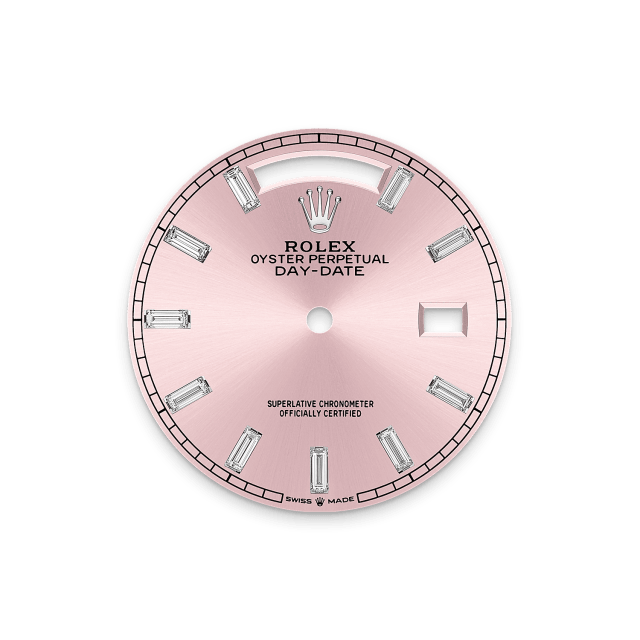 ROLEX
OYSTER PERPETUAL
DAY-DATE
SUPERLATIVE CHRONOMETER
OFFICIALLY CERTIFIED
SWISS MADE